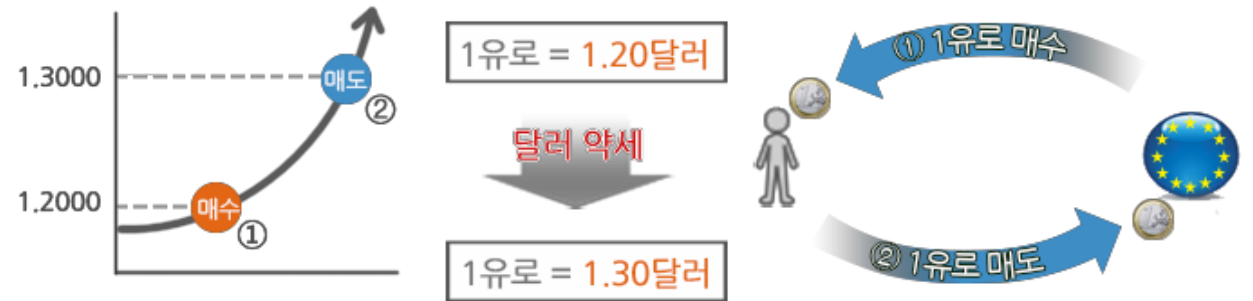 1.3000
매도
②
1.2000
매수
①
1유로 = 1.20달러
달러 약세
1유로 = 1.30달러
① 1유로 매수
② 1유로 매도